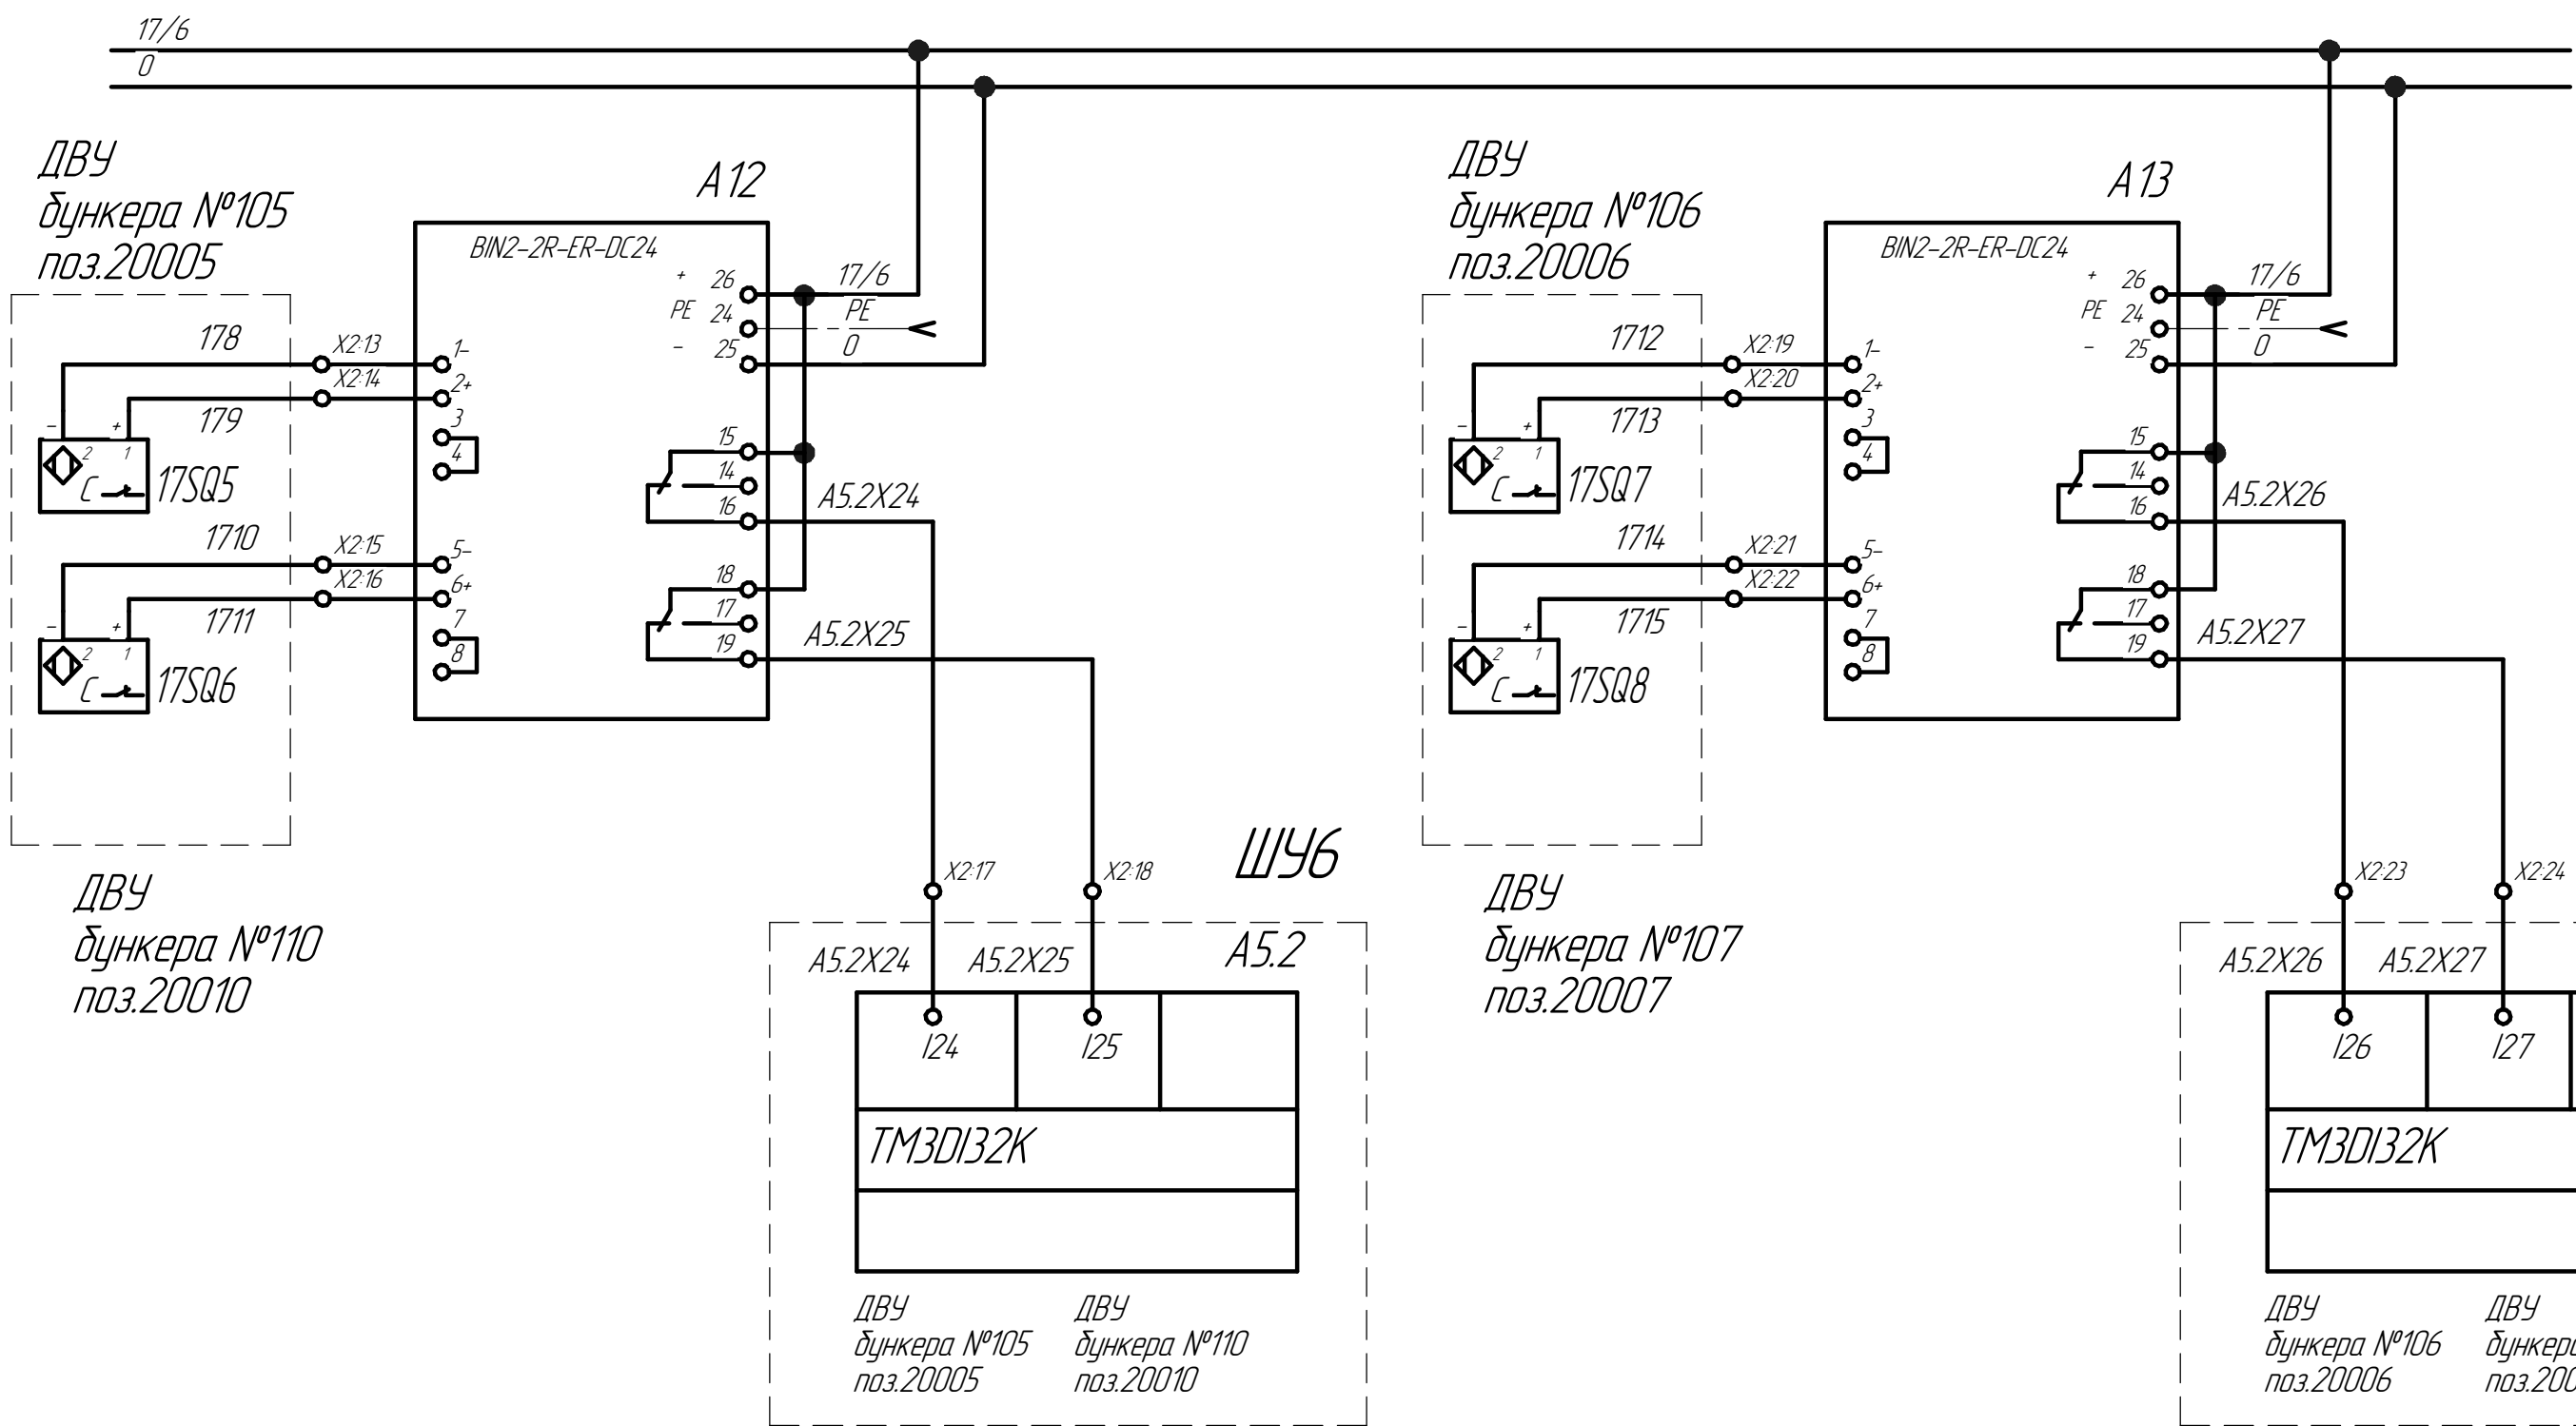 17/6
0
ДВУ
бункера №105
поз.20005
A12
BIN2-2R-ER-DC24
+ 26
17/6
PE 24
PE
- 25
0
178
X2:13
1-
X2:14
2+
179
3
4
- +
2 1
C
17SQ5
15
14
16
A5.2X24
1710
X2:15
5-
X2:16
6+
1711
7
8
- +
2 1
C
17SQ6
18
17
19
A5.2X25
ДВУ
бункера №110
поз.20010
X2:17
X2:18
ШУ6
A5.2X24
A5.2X25
A5.2
I24
I25
TM3DI32K
ДВУ
бункера №105
поз.20005
ДВУ
бункера №110
поз.20010
ДВУ
бункера №106
поз.20006
A13
BIN2-2R-ER-DC24
+ 26
17/6
PE 24
PE
- 25
0
1712
X2:19
1-
X2:20
2+
1713
3
4
- +
2 1
C
17SQ7
15
14
16
A5.2X26
1714
X2:21
5-
X2:22
6+
1715
7
8
- +
2 1
C
17SQ8
18
17
19
A5.2X27
ДВУ
бункера №107
поз.20007
X2:23
X2:24
A5.2X26
A5.2X27
I26
I27
TM3DI32K
ДВУ
бункера №106
поз.20006
ДВУ